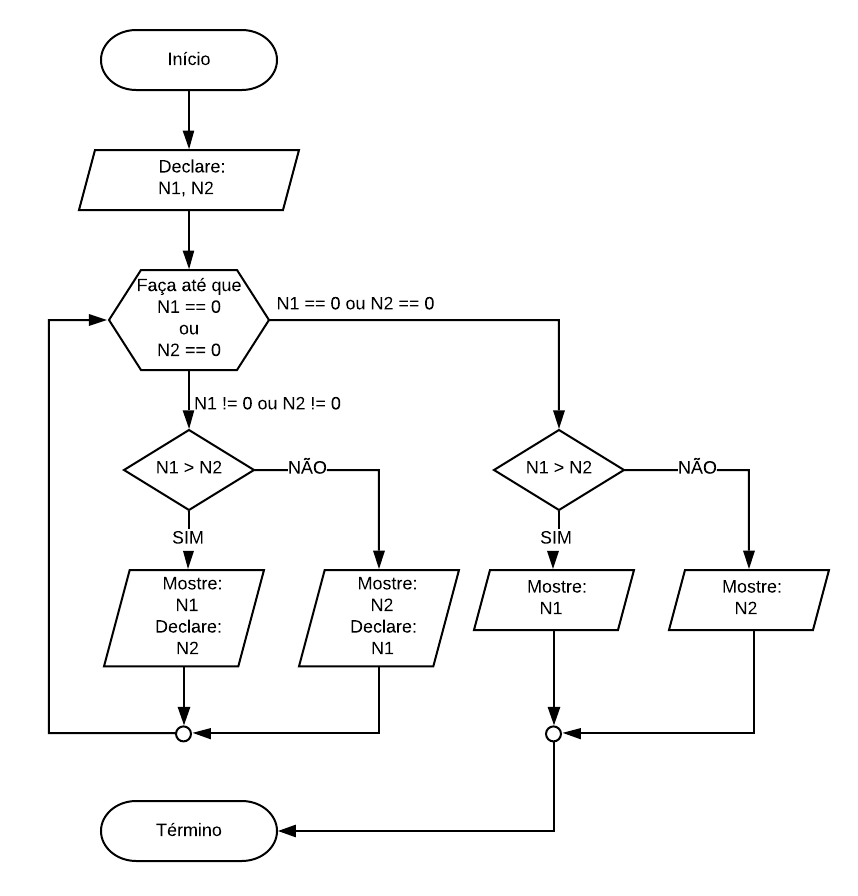 Início
Declare:
N1, N2
Faça até que
N1 == 0
ou
N2 == 0
N1 == 0 ou N2 == 0
N1 != 0 ou N2 != 0
N1 > N2
NÃO
SIM
Mostre:
N1
Declare:
N2
Mostre:
N2
Declare:
N1
N1 > N2
NÃO
SIM
Mostre:
N1
Mostre:
N2
Término